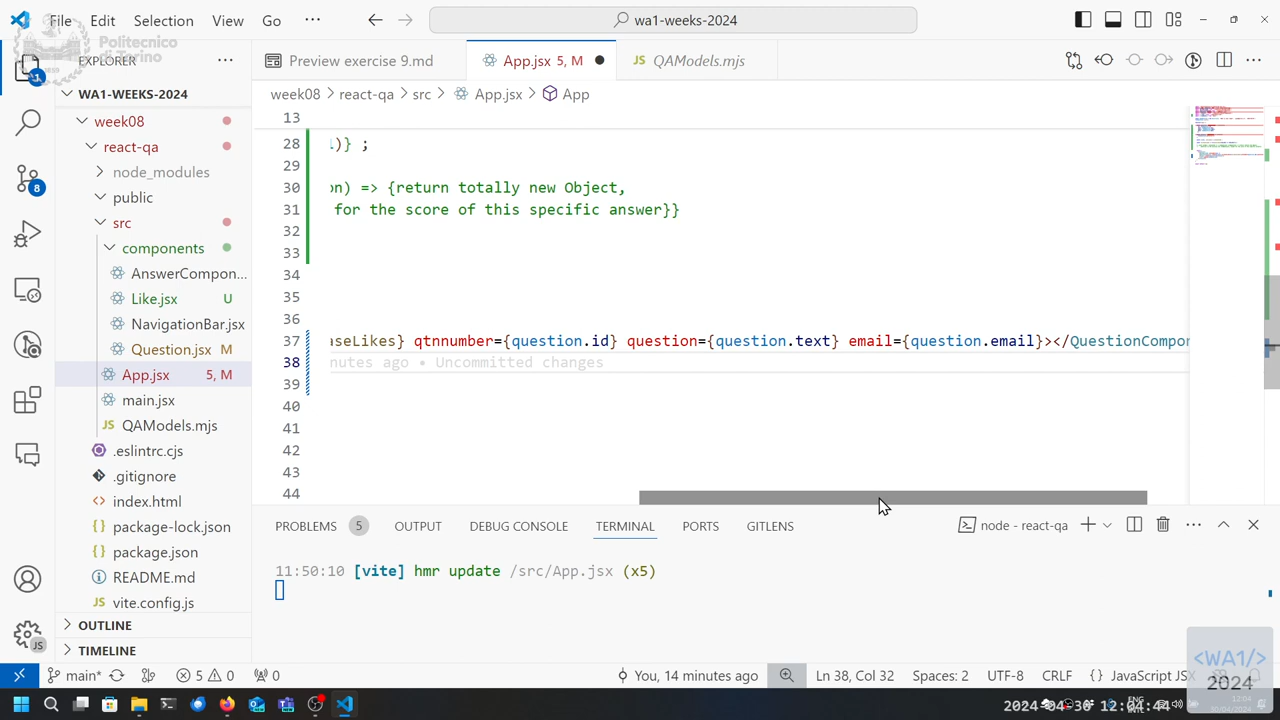 File Edit Selection View Go ··· wa1-weeks-2024
Politecnico
di Torino
EXPLORER ···
Preview exercise 9.md App.jsx 5, M QAModels.mjs
WA1-WEEKS-2024
week08 > react-qa > src > App.jsx > App
week08
react-qa
node_modules
public
src
components
AnswerCompon...
Like.jsx U
NavigationBar.jsx
Question.jsx M
App.jsx 5, M
main.jsx
JS QAModels.mjs
.eslintrc.cjs
.gitignore
index.html
package-lock.json
package.json
README.md
JS vite.config.js
OUTLINE
TIMELINE
13
28 )} ;
29
30 on) => {return totally new Object,
31 for the score of this specific answer}}
32
33
34
35
36
37 aseLikes} qtnnumber={question.id} question={question.text} email={question.email}></QuestionCompon
38 nutes ago • Uncommitted changes
39
40
41
42
43
44
PROBLEMS 5 OUTPUT DEBUG CONSOLE TERMINAL PORTS GITLENS node - react-qa
11:50:10 [vite] hmr update /src/App.jsx (x5)
main* 5 0 0 You, 14 minutes ago Ln 38, Col 32 Spaces: 2 UTF-8 CRLF {} JavaScript JSX
<WA1/>
2024